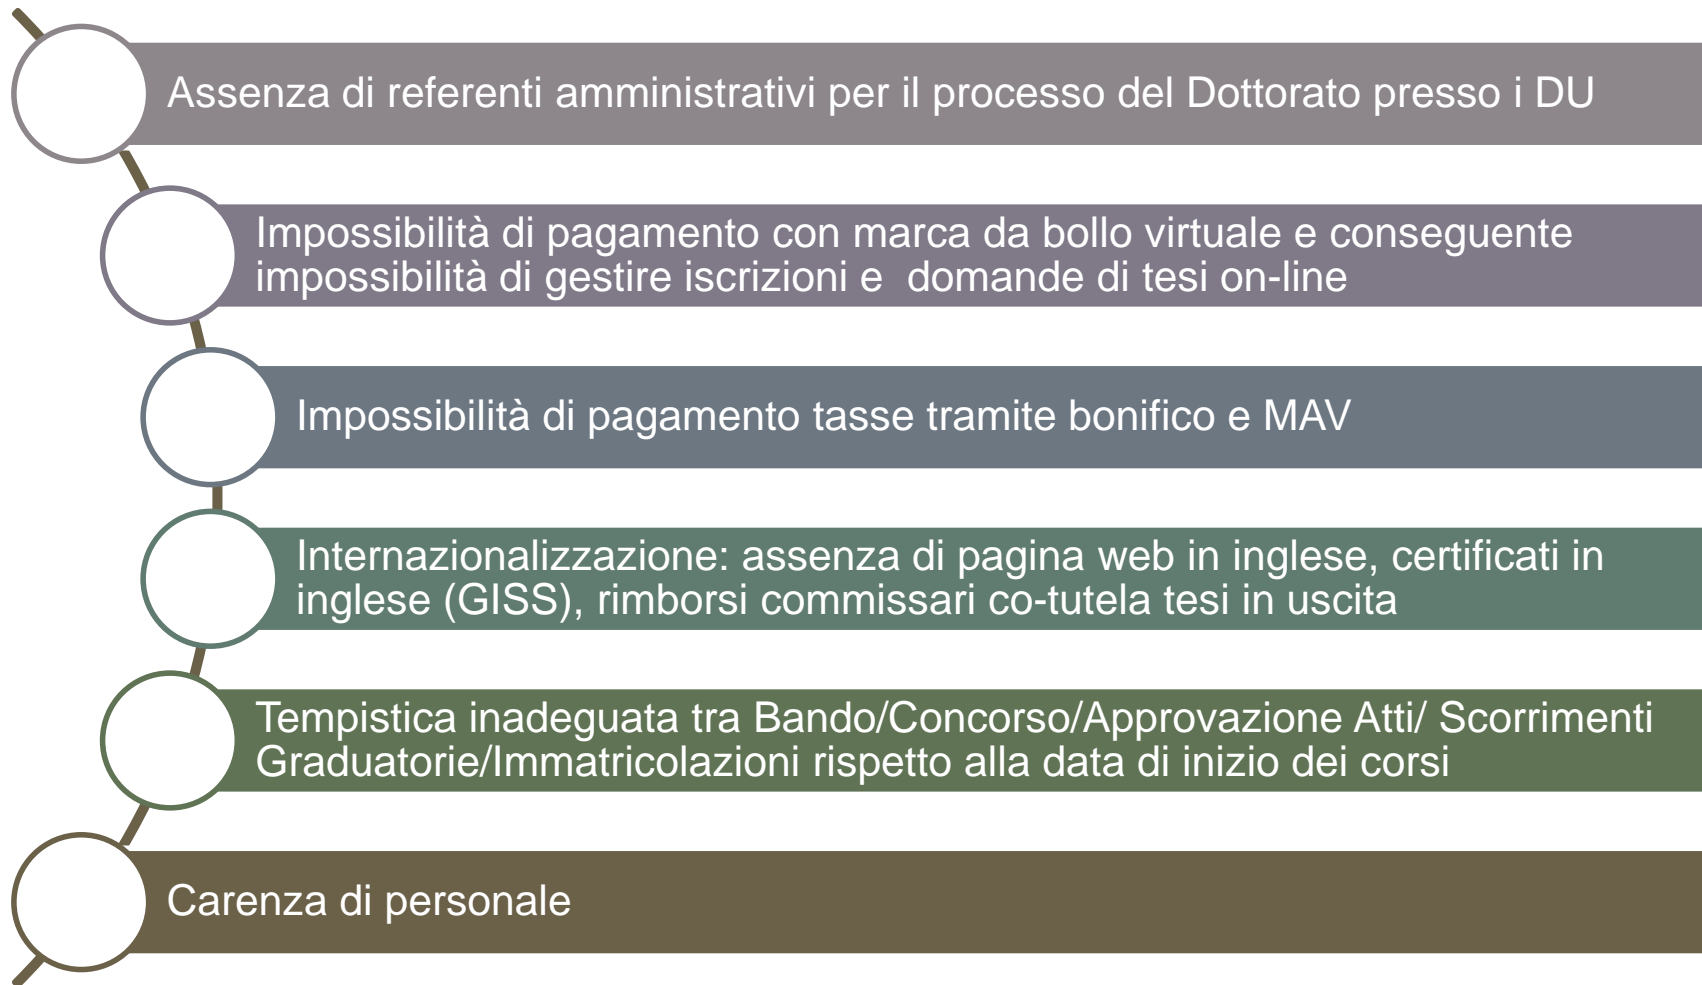 Assenza di referenti amministrativi per il processo del Dottorato presso i DU
Impossibilità di pagamento con marca da bollo virtuale e conseguente
impossibilità di gestire iscrizioni e  domande di tesi on-line
Impossibilità di pagamento tasse tramite bonifico e MAV
Internazionalizzazione: assenza di pagina web in inglese, certificati in
inglese (GISS), rimborsi commissari co-tutela tesi in uscita
Tempistica inadeguata tra Bando/Concorso/Approvazione Atti/ Scorrimenti
Graduatorie/Immatricolazioni rispetto alla data di inizio dei corsi
Carenza di personale